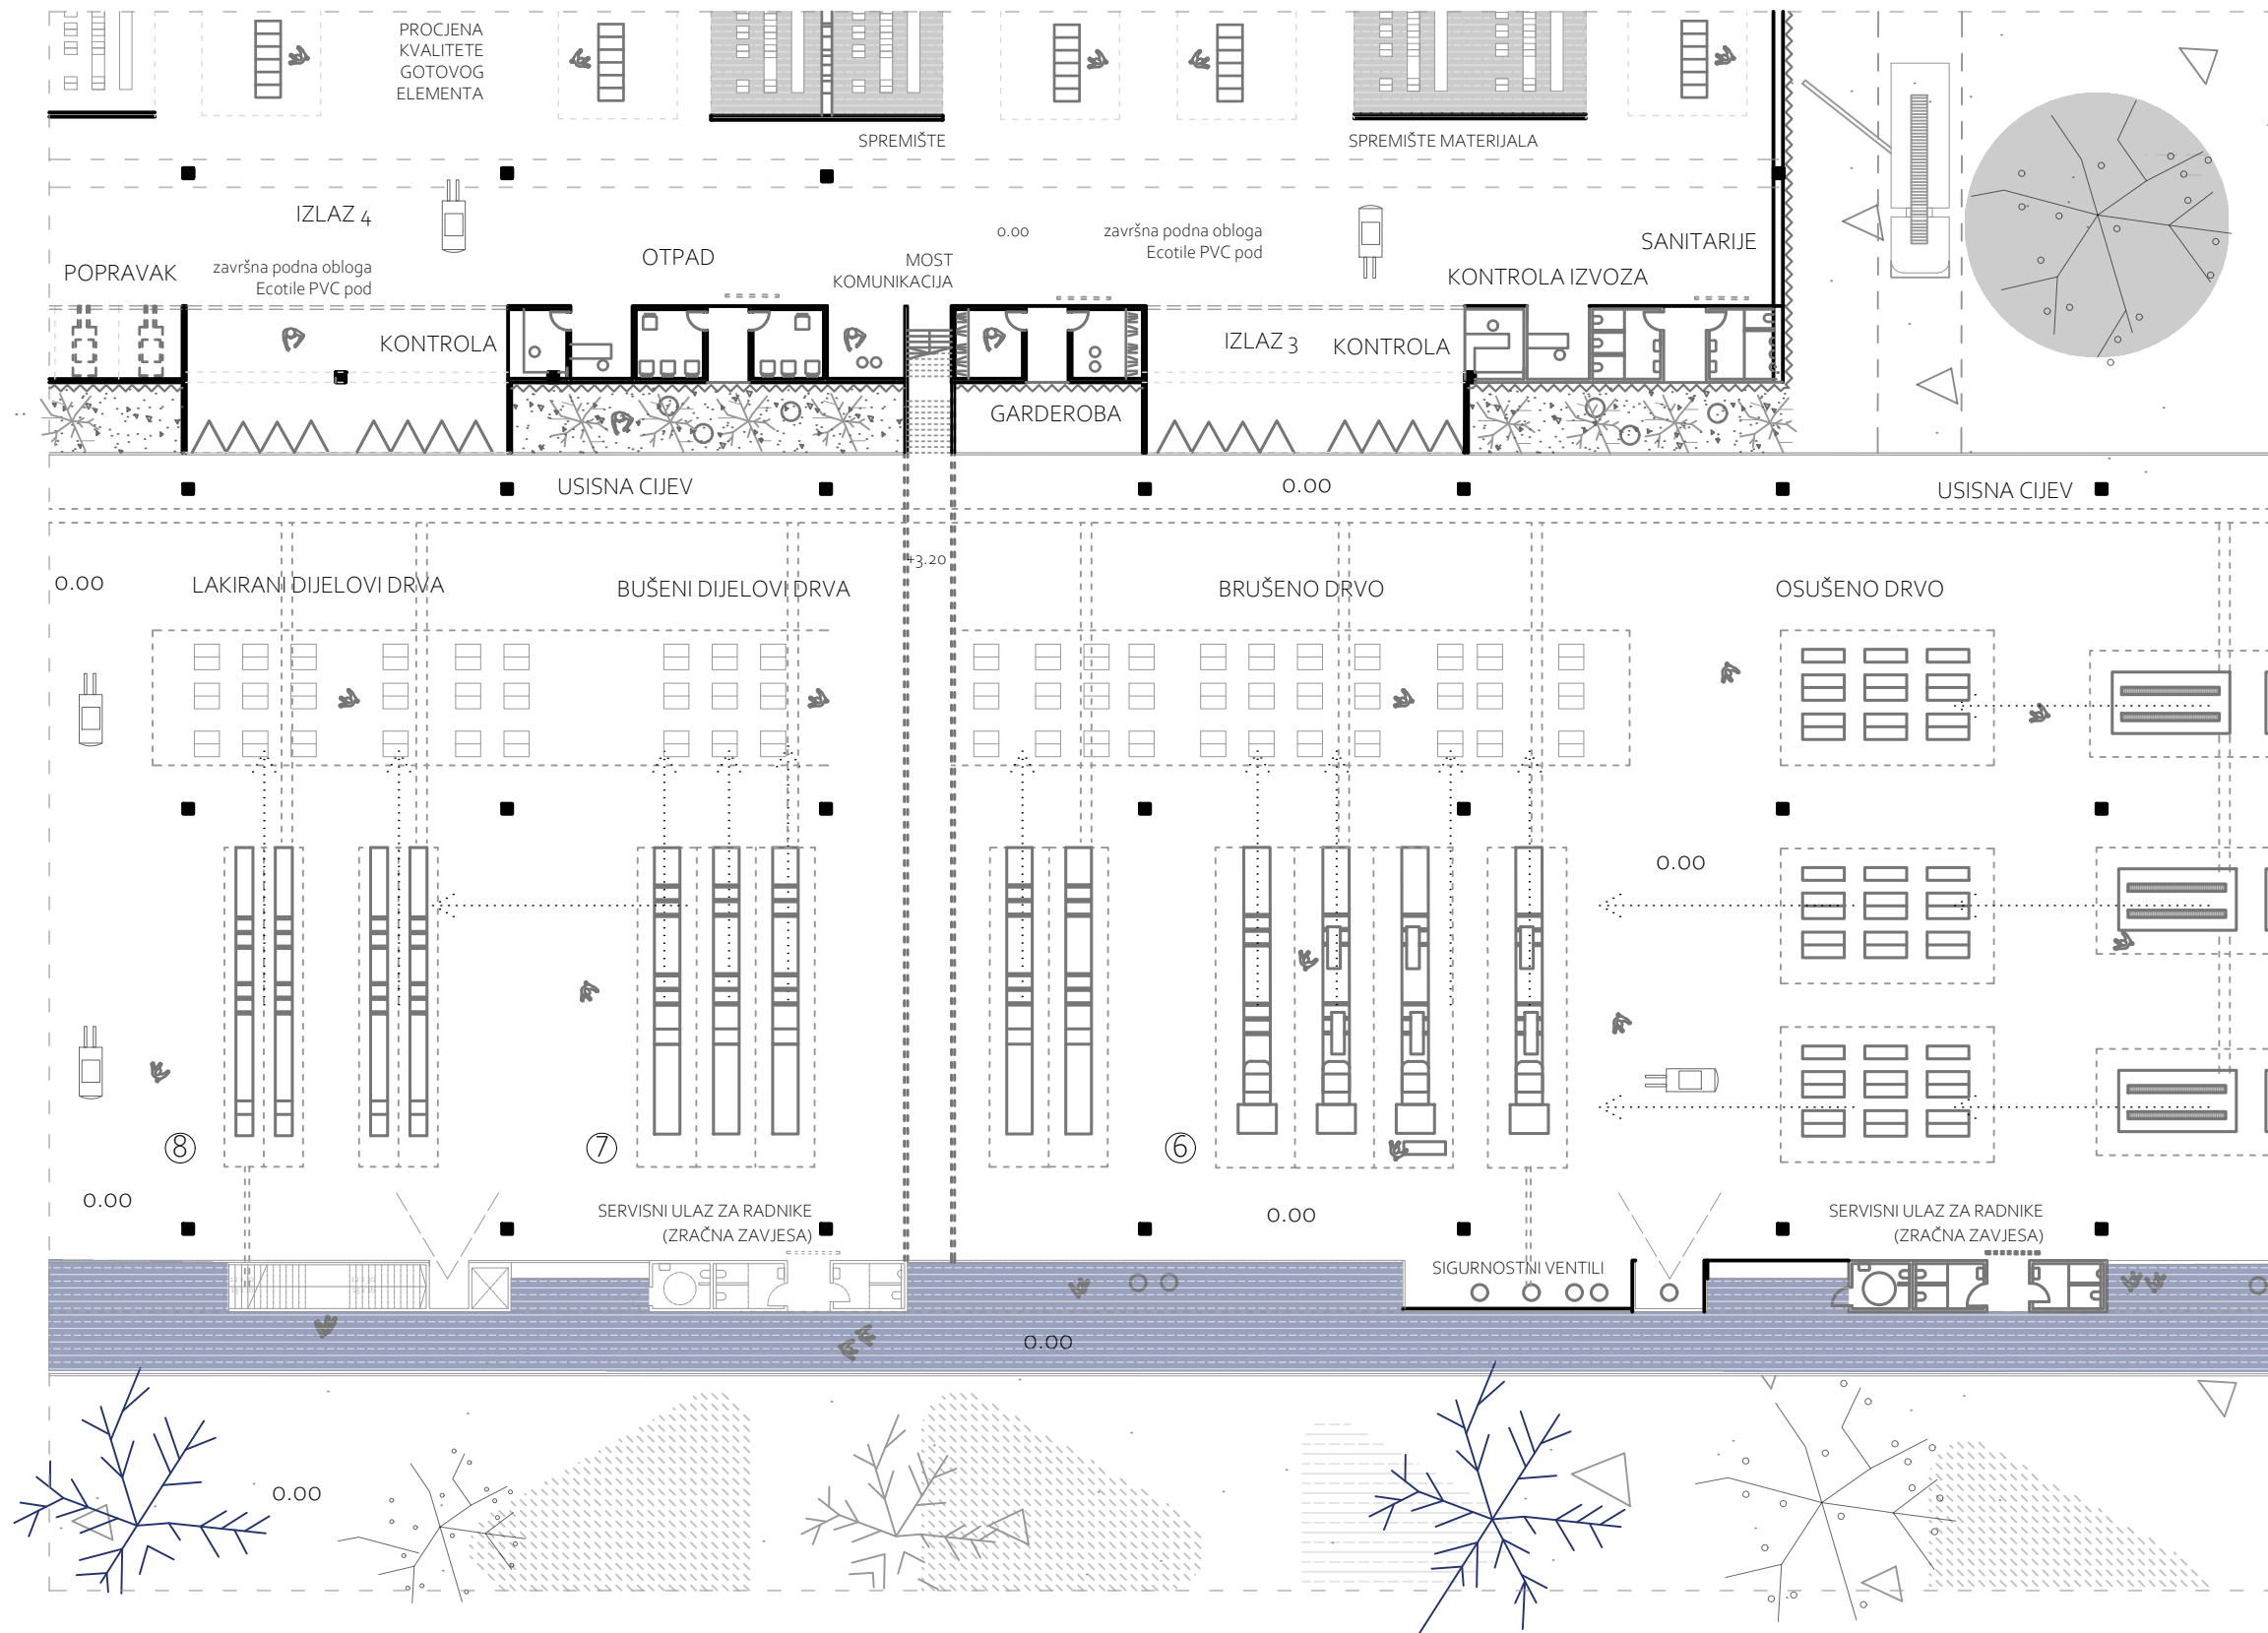 PROCJENA
KVALITETE
GOTOVOG
ELEMENTA
SPREMIŠTE
SPREMIŠTE MATERIJALA
IZLAZ 4
0.00
završna podna obloga
Ecotile PVC pod
SANITARIJE
OTPAD
MOST
KOMUNIKACIJA
POPRAVAK
završna podna obloga
Ecotile PVC pod
KONTROLA IZVOZA
KONTROLA
IZLAZ 3
KONTROLA
GARDEROBA
USISNA CIJEV
0.00
USISNA CIJEV
+3.20
0.00
LAKIRANI DIJELOVI DRVA
BUŠENI DIJELOVI DRVA
BRUŠENO DRVO
OSUŠENO DRVO
0.00
8
7
6
0.00
SERVISNI ULAZ ZA RADNIKE
(ZRAČNA ZAVJESA)
0.00
SERVISNI ULAZ ZA RADNIKE
(ZRAČNA ZAVJESA)
SIGURNOSTNI VENTILI
0.00
0.00